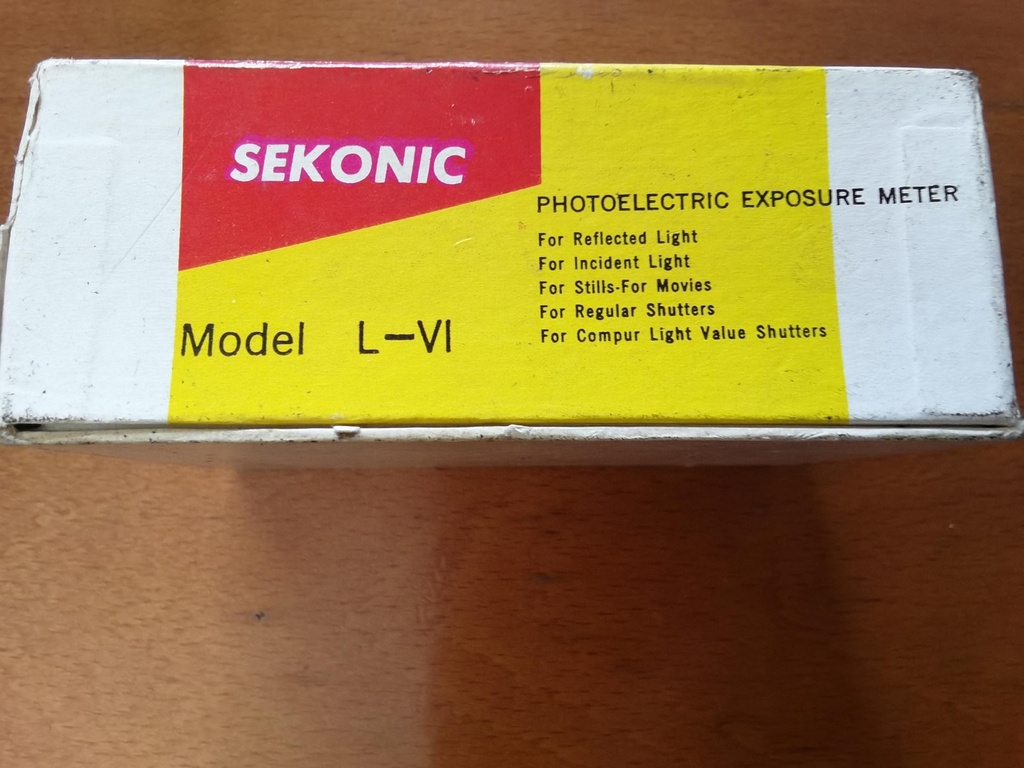 SEKONIC
PHOTOELECTRIC EXPOSURE METER
For Reflected Light
For Incident Light
For Stills-For Movies
For Regular Shutters
For Compur Light Value Shutters
Model L-VI